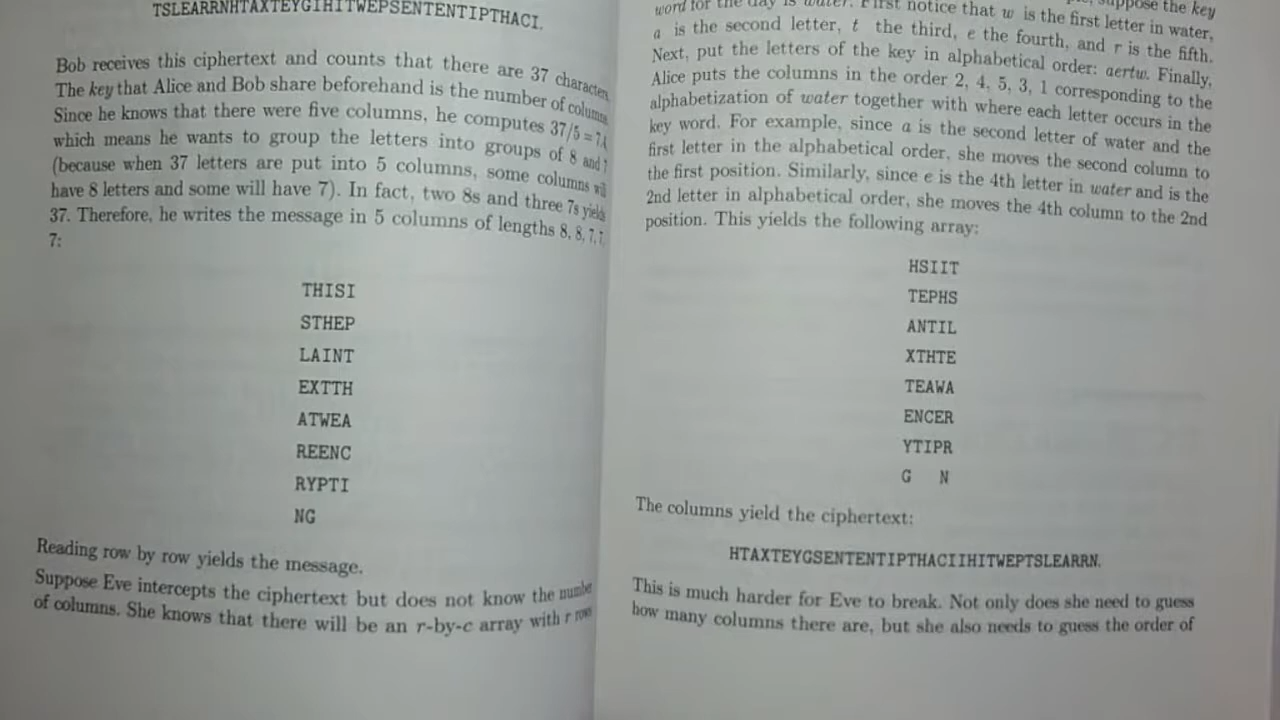 TSLEARRNHTAXTEYGIHITWEPSENTENTIPTHACI.
Bob receives this ciphertext and counts that there are 37 characters.
The key that Alice and Bob share beforehand is the number of columns.
Since he knows that there were five columns, he computes 37/5 = 7.4,
which means he wants to group the letters into groups of 8 and 7
(because when 37 letters are put into 5 columns, some columns will
have 8 letters and some will have 7). In fact, two 8s and three 7s yields
37. Therefore, he writes the message in 5 columns of lengths 8, 8, 7, 7,
7:
THISI
STHEP
LAINT
EXTTH
ATWEA
REENC
RYPTI
NG
Reading row by row yields the message.
Suppose Eve intercepts the ciphertext but does not know the number
of columns. She knows that there will be an r-by-c array with r rows
suppose the key
word for the day is water. First notice that w is the first letter in water,
a is the second letter, t the third, e the fourth, and r is the fifth.
Next, put the letters of the key in alphabetical order: aertw. Finally,
Alice puts the columns in the order 2, 4, 5, 3, 1 corresponding to the
alphabetization of water together with where each letter occurs in the
key word. For example, since a is the second letter of water and the
first letter in the alphabetical order, she moves the second column to
the first position. Similarly, since e is the 4th letter in water and is the
2nd letter in alphabetical order, she moves the 4th column to the 2nd
position. This yields the following array:
HSIIT
TEPHS
ANTIL
XTHTE
TEAWA
ENCER
YTIPR
G N
The columns yield the ciphertext:
HTAXTEYGSENTENTIPTHACIIHITWEPTSLEARRN.
This is much harder for Eve to break. Not only does she need to guess
how many columns there are, but she also needs to guess the order of